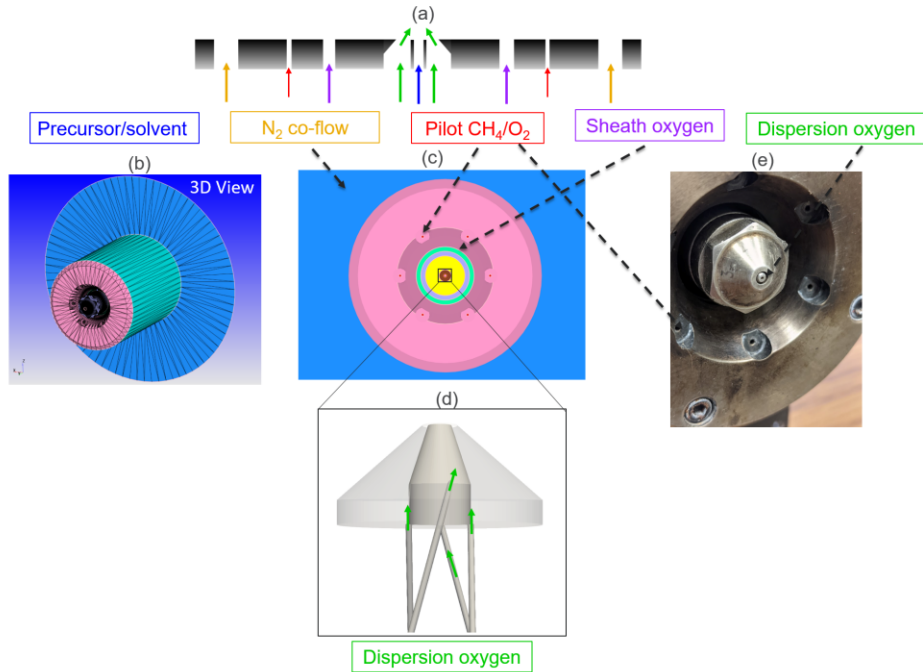 (a)
Precursor/solvent
N₂ co-flow
Pilot CH₄/O₂
Sheath oxygen
Dispersion oxygen
(b)
(c)
(e)
3D View
(d)
Dispersion oxygen